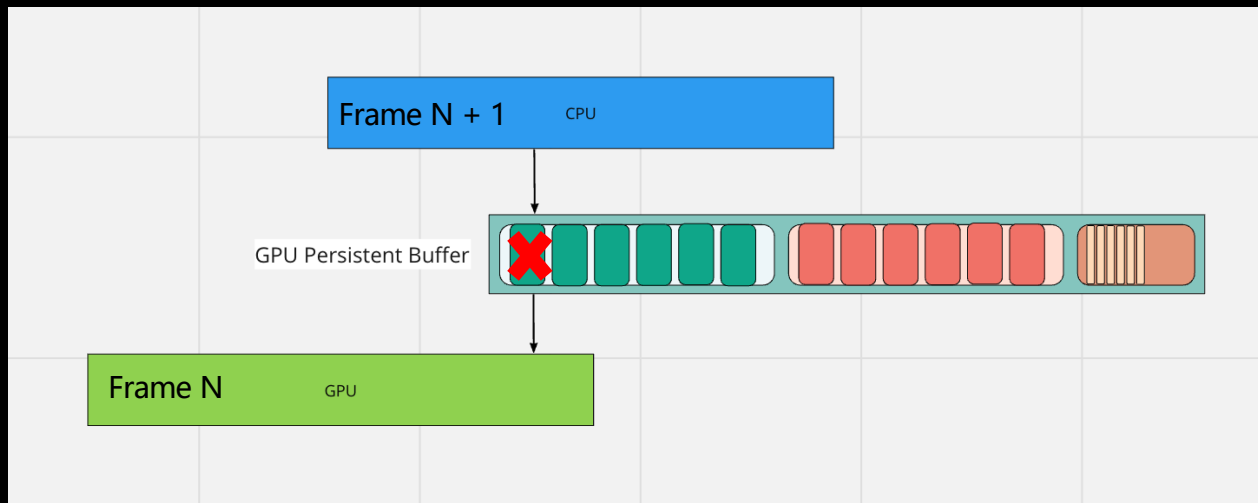 Frame N + 1 CPU
GPU Persistent Buffer
Frame N GPU